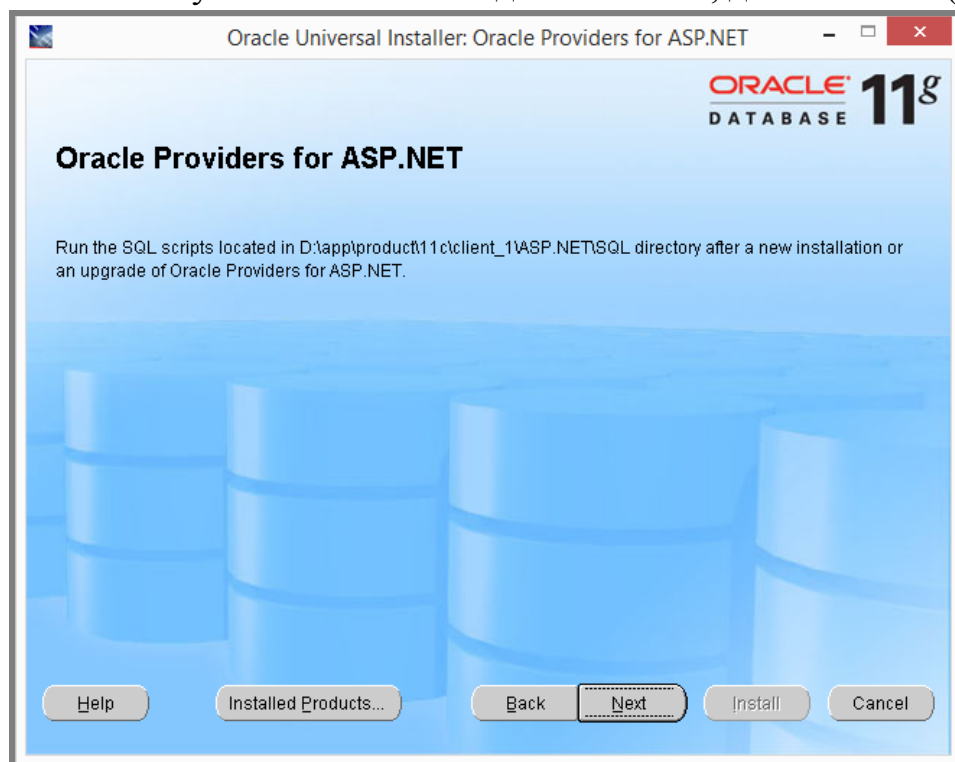 Oracle Universal Installer: Oracle Providers for ASP.NET
ORACLE 11g
DATABASE
Oracle Providers for ASP.NET
Run the SQL scripts located in D:\app\product\11c\client_1\ASP.NET\SQL directory after a new installation or
an upgrade of Oracle Providers for ASP.NET.
Help Installed Products... Back Next Install Cancel